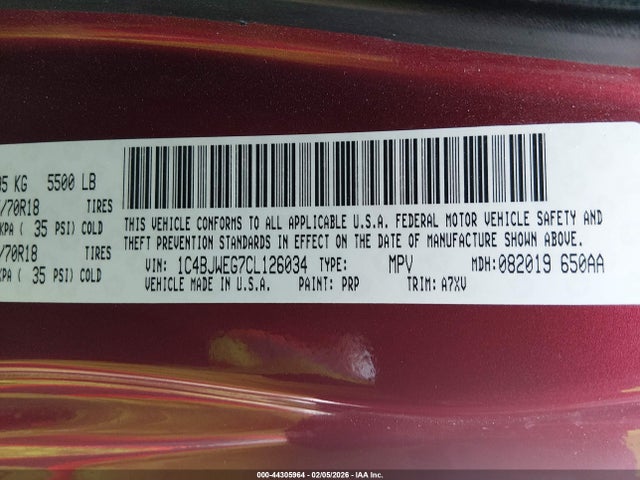 95 KG 5500 LB
/70R18 TIRES
KPA ( 35 PSI) COLD
/70R18 TIRES
KPA ( 35 PSI) COLD
THIS VEHICLE CONFORMS TO ALL APPLICABLE U.S.A. FEDERAL MOTOR VEHICLE SAFETY AND
THEFT PREVENTION STANDARDS IN EFFECT ON THE DATE OF MANUFACTURE SHOWN ABOVE.
VIN: 1C4BJWEG7CL126034 TYPE: MPV MDH:082019 650AA
VEHICLE MADE IN U.S.A. PAINT: PRP TRIM: A7XV
000-44305964 - 02/05/2026 - IAA Inc.